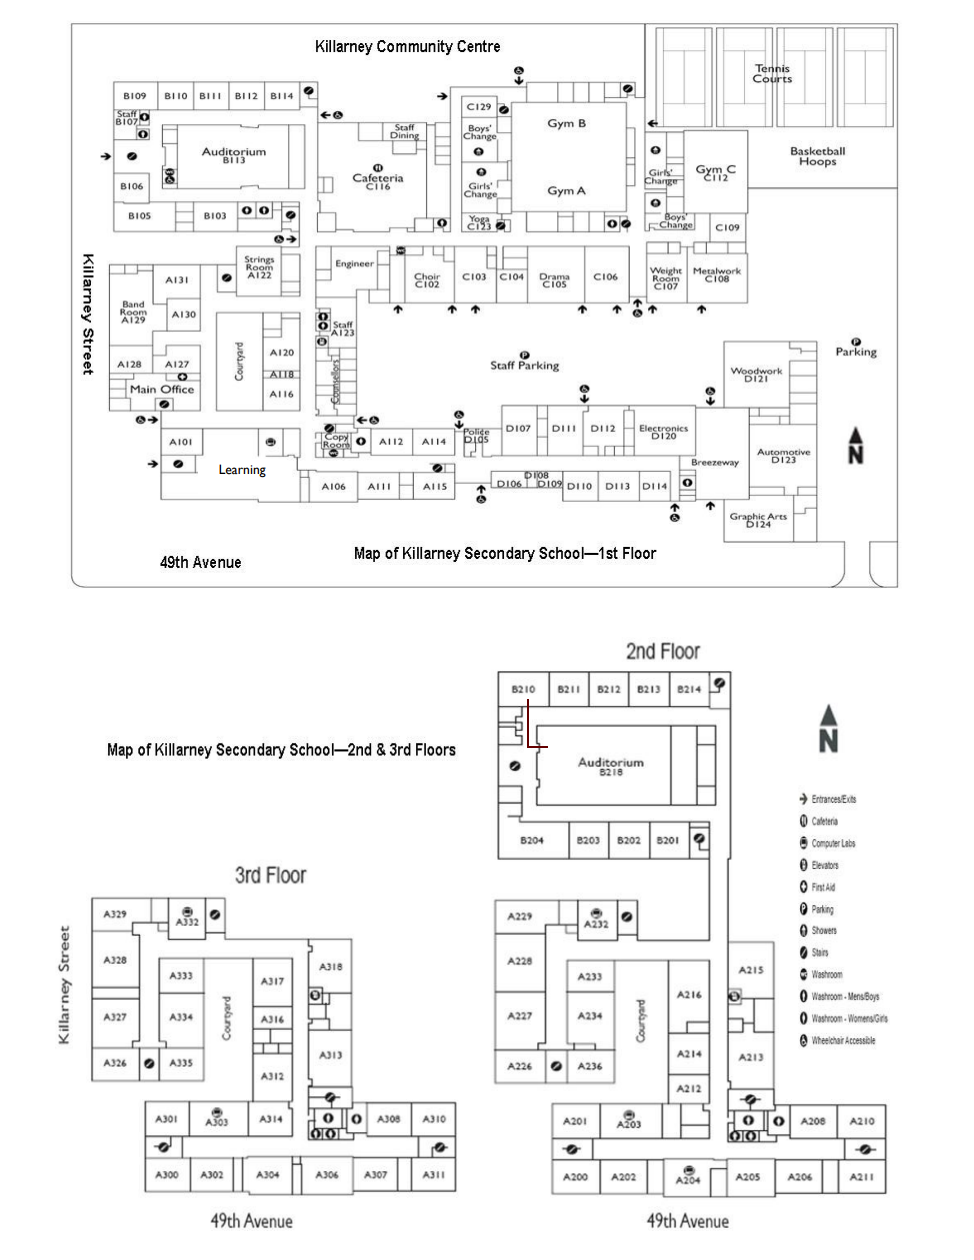 Killarney Community Centre
Tennis
Courts
B109 B110 B111 B112 B114
C129
Staff
B107
Staff
Dining
Boys'
Change
Gym B
Auditorium
B113
Basketball
Hoops
Cafeteria
C116
Girls'
Change
Gym C
C112
B106
Girls'
Change
Gym A
B105 B103
Yoga
C123
Boys'
Change
C109
Strings
Room
A122
Engineer
A131
Choir
C102
C103
C104
Drama
C105
C106
Weight
Room
C107
Metalwork
C108
Killarney Street
Band
Room
A129
A130
Staff
A123
Courtyard
A120
Parking
A128 A127
Staff Parking
Counsellors
A118
Woodwork
D121
Main Office
A116
A101
Copy
Room
A112 A114
Police
D105
D107 D111 D112
Electronics
D120
Automotive
D123
Learning
Breezeway
A106 A111 A115
D106
D108
D109
D110 D113 D114
Graphic Arts
D124
N
49th Avenue
Map of Killarney Secondary School—1st Floor
2nd Floor
B210 B211 B212 B213 B214
Map of Killarney Secondary School—2nd & 3rd Floors
Auditorium
B218
N
Entrances/Exits
Cafeteria
Computer Labs
Elevators
First Aid
Parking
Showers
Stairs
Washroom
Washroom - Mens/Boys
Washroom - Womens/Girls
Wheelchair Accessible
B204 B203 B202 B201
3rd Floor
Killarney Street
A329 A332
A328
A333
A317
A318
A327 A334
Courtyard
A316
A326 A335
A312
A313
A301 A303 A314 A308 A310
A300 A302 A304 A306 A307 A311
49th Avenue
A229 A232
A228
A233
A216
A215
A227 A234
Courtyard
A226 A236
A214
A213
A212
A201 A203 A208 A210
A200 A202 A204 A205 A206 A211
49th Avenue